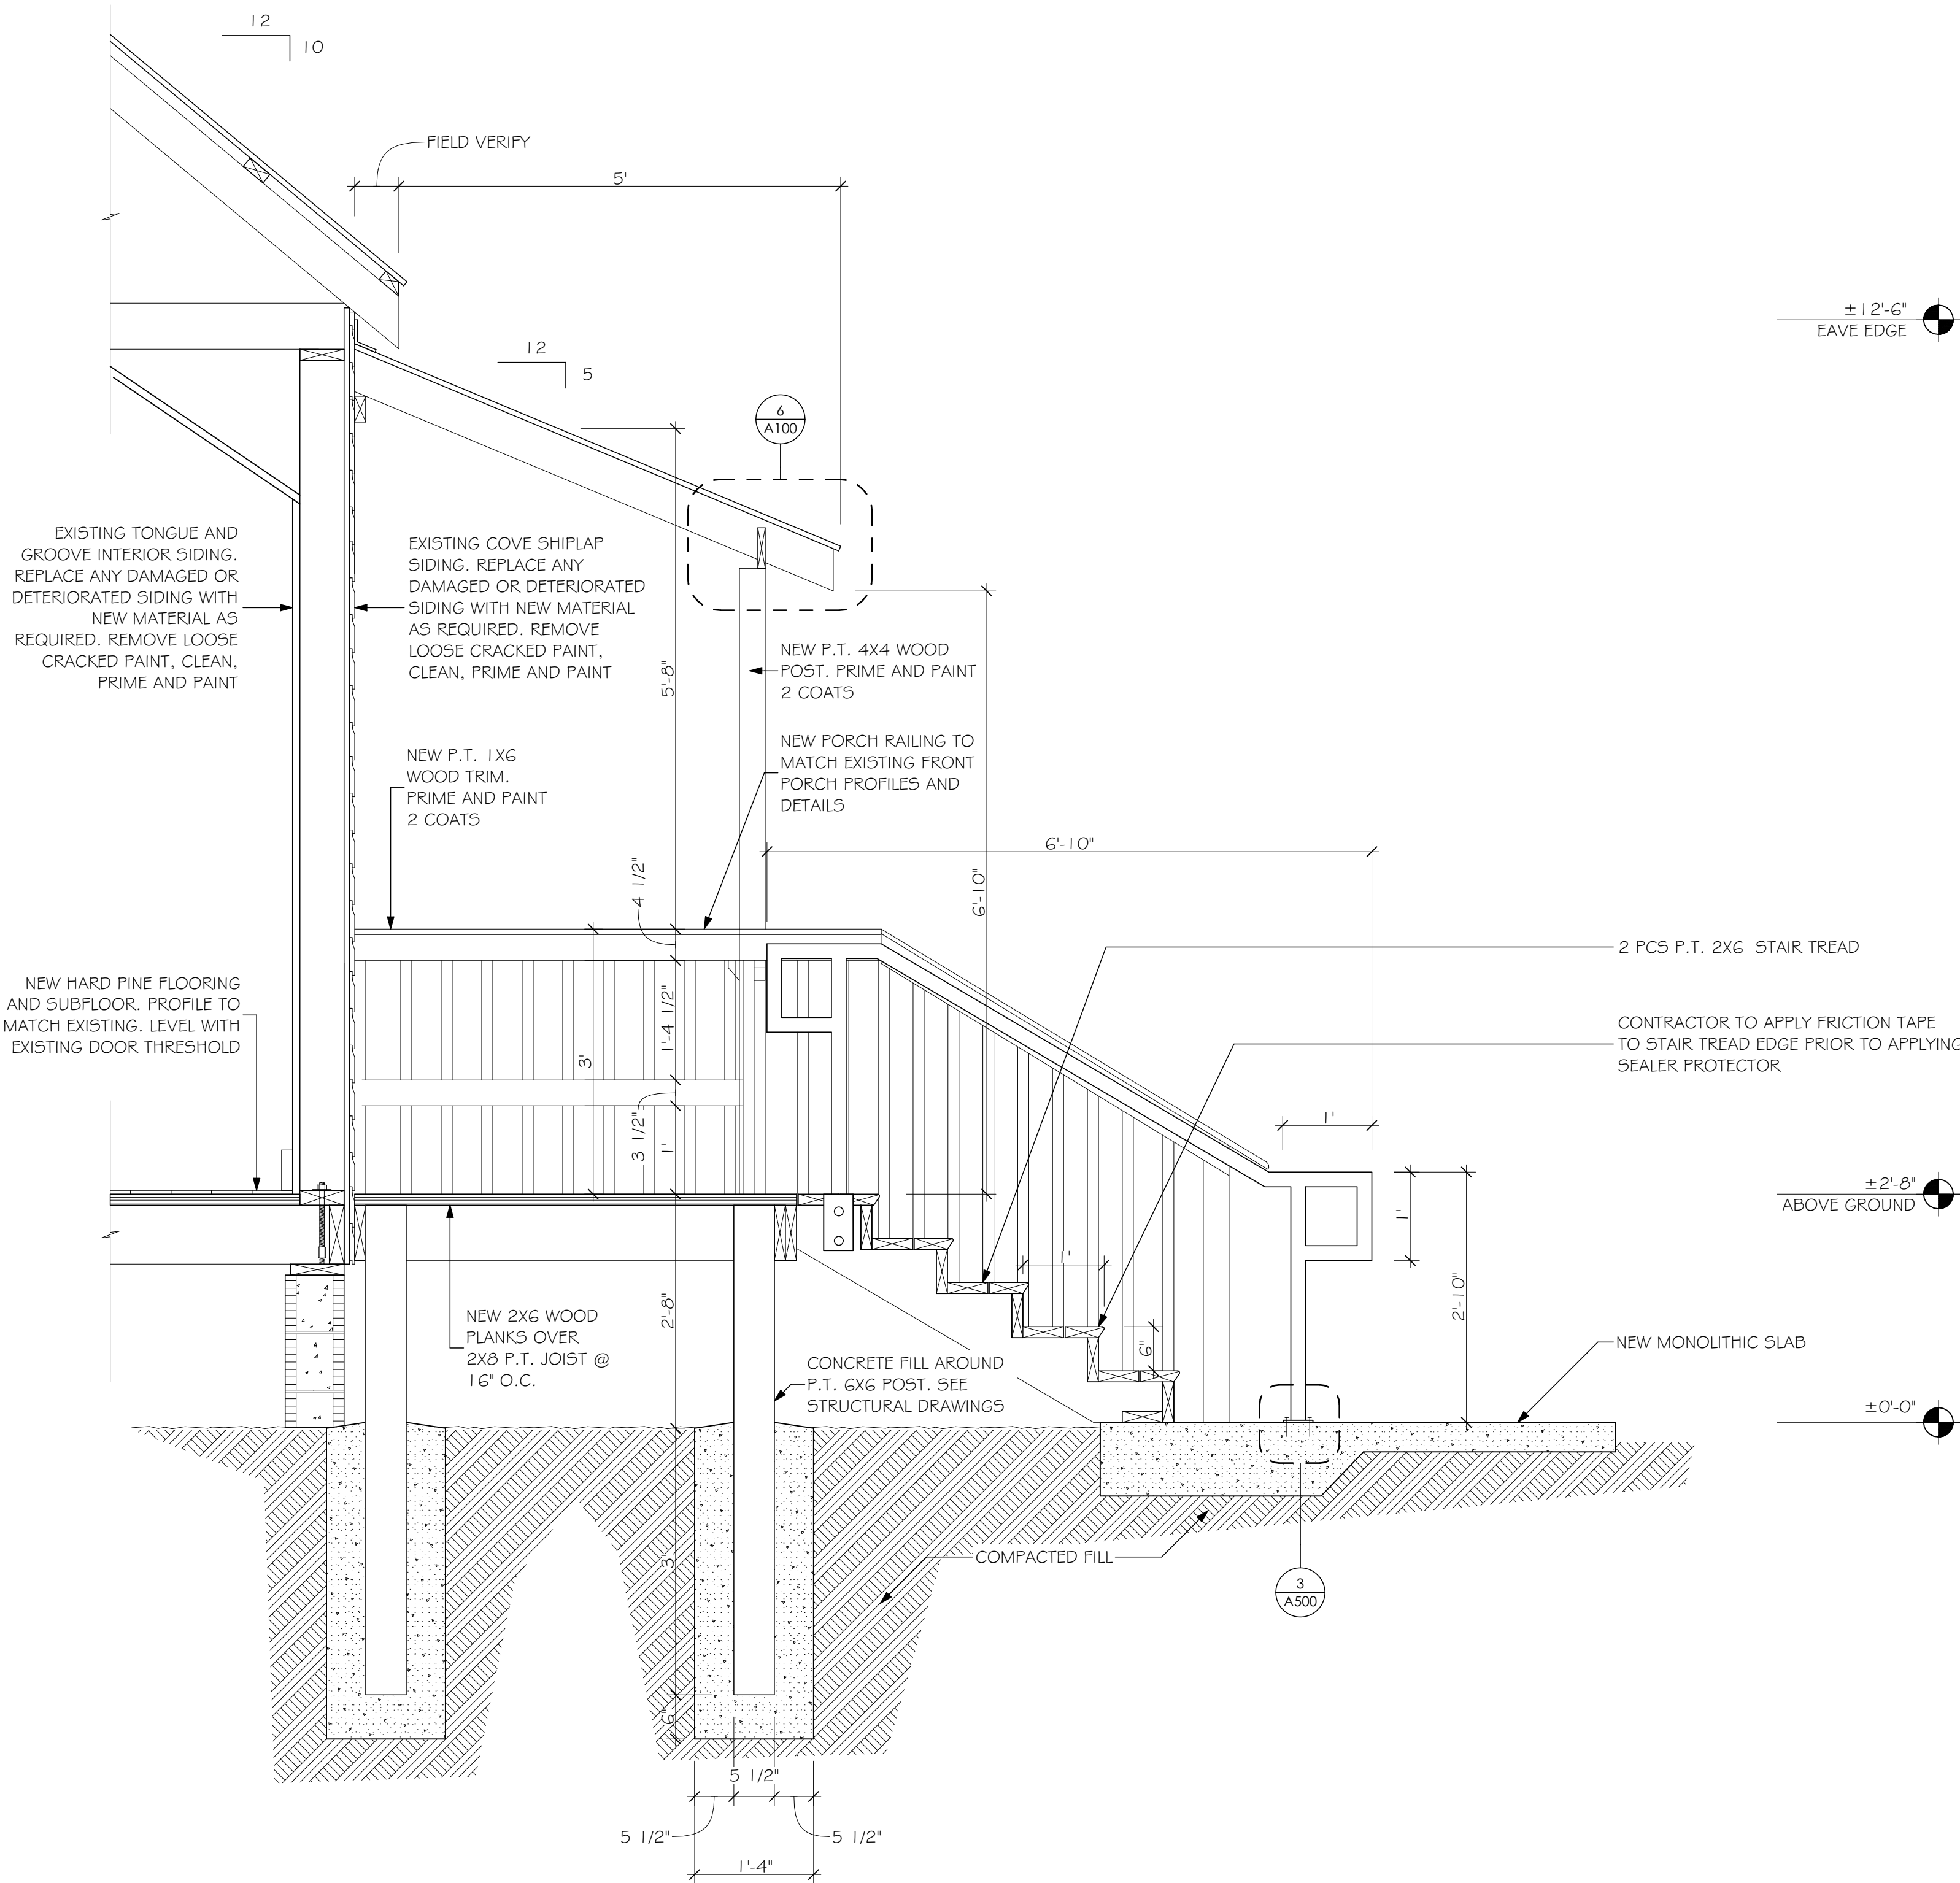 12
10
FIELD VERIFY
5'
±12'-6"
EAVE EDGE
12
5
6
A100
EXISTING TONGUE AND
GROOVE INTERIOR SIDING.
REPLACE ANY DAMAGED OR
DETERIORATED SIDING WITH
NEW MATERIAL AS
REQUIRED. REMOVE LOOSE
CRACKED PAINT, CLEAN,
PRIME AND PAINT
EXISTING COVE SHIPLAP
SIDING. REPLACE ANY
DAMAGED OR DETERIORATED
SIDING WITH NEW MATERIAL
AS REQUIRED. REMOVE
LOOSE CRACKED PAINT,
CLEAN, PRIME AND PAINT
5'-8"
NEW P.T. 4X4 WOOD
POST. PRIME AND PAINT
2 COATS
NEW PORCH RAILING TO
MATCH EXISTING FRONT
PORCH PROFILES AND
DETAILS
NEW P.T. 1X6
WOOD TRIM.
PRIME AND PAINT
2 COATS
6'-10"
4 1/2"
6'-10"
2 PCS P.T. 2X6 STAIR TREAD
NEW HARD PINE FLOORING
AND SUBFLOOR. PROFILE TO
MATCH EXISTING. LEVEL WITH
EXISTING DOOR THRESHOLD
1'-4 1/2"
3'
CONTRACTOR TO APPLY FRICTION TAPE
TO STAIR TREAD EDGE PRIOR TO APPLYING
SEALER PROTECTOR
3 1/2"
1'
1'
±2'-8"
ABOVE GROUND
1'
1'
2'-10"
2'-8"
6"
NEW 2X6 WOOD
PLANKS OVER
2X8 P.T. JOIST @
16" O.C.
CONCRETE FILL AROUND
P.T. 6X6 POST. SEE
STRUCTURAL DRAWINGS
NEW MONOLITHIC SLAB
±0'-0"
3'
COMPACTED FILL
3
A500
6"
5 1/2"
5 1/2"
5 1/2"
1'-4"